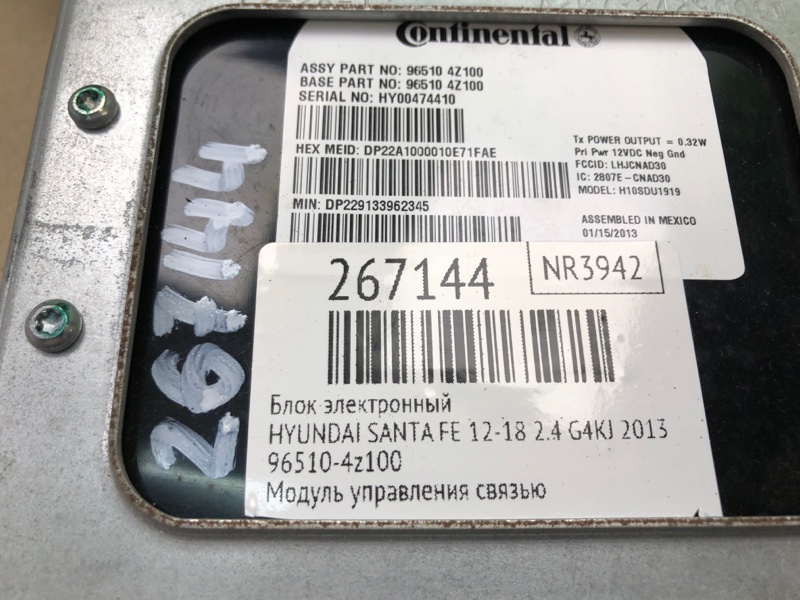 Continental
ASSY PART NO: 96510 4Z100
BASE PART NO: 96510 4Z100
SERIAL NO: HY00474410
HEX MEID: DP22A1000010E71FAE
MIN: DP229133962345
Tx POWER OUTPUT = 0.32W
Pri Pwr 12VDC Neg Gnd
FCCID: LHJCNAD30
IC: 2807E-CNAD30
MODEL: H10SDU1919
ASSEMBLED IN MEXICO
01/15/2013
267144
NR3942
Блок электронный
HYUNDAI SANTA FE 12-18 2.4 G4KJ 2013
96510-4z100
Модуль управления связью
267144